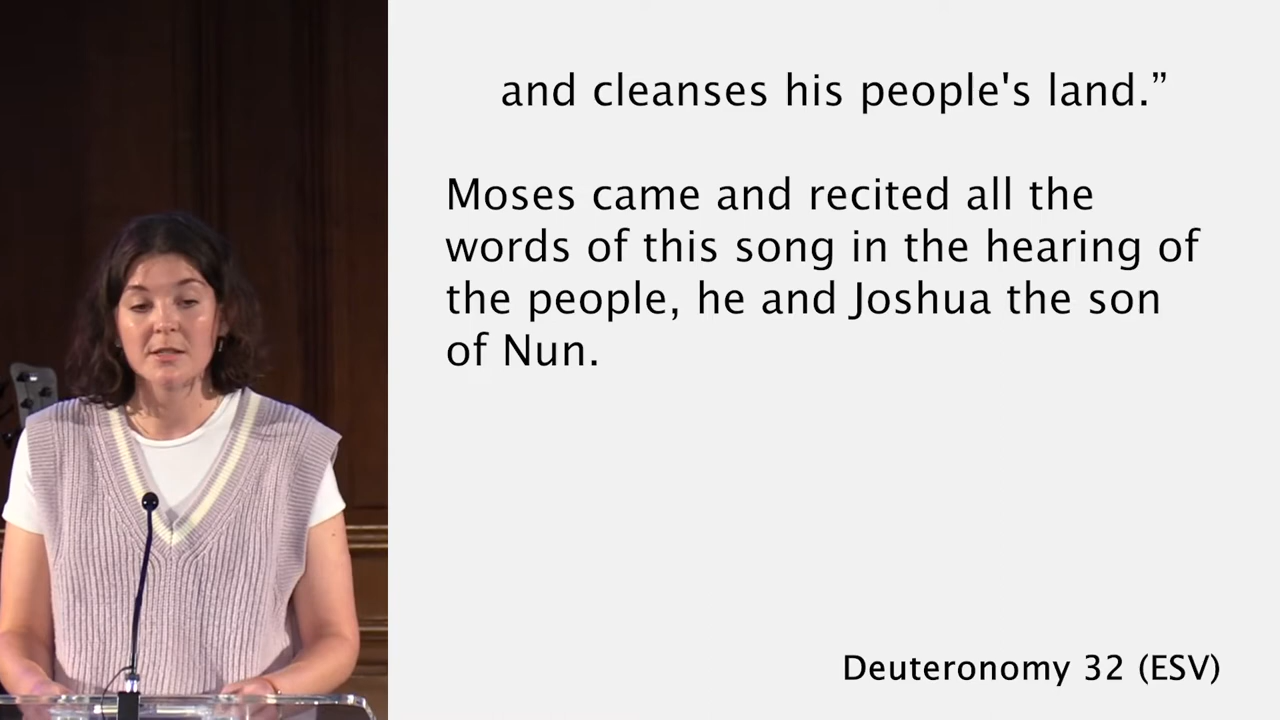 and cleanses his people's land.”
Moses came and recited all the
words of this song in the hearing of
the people, he and Joshua the son
of Nun.
Deuteronomy 32 (ESV)